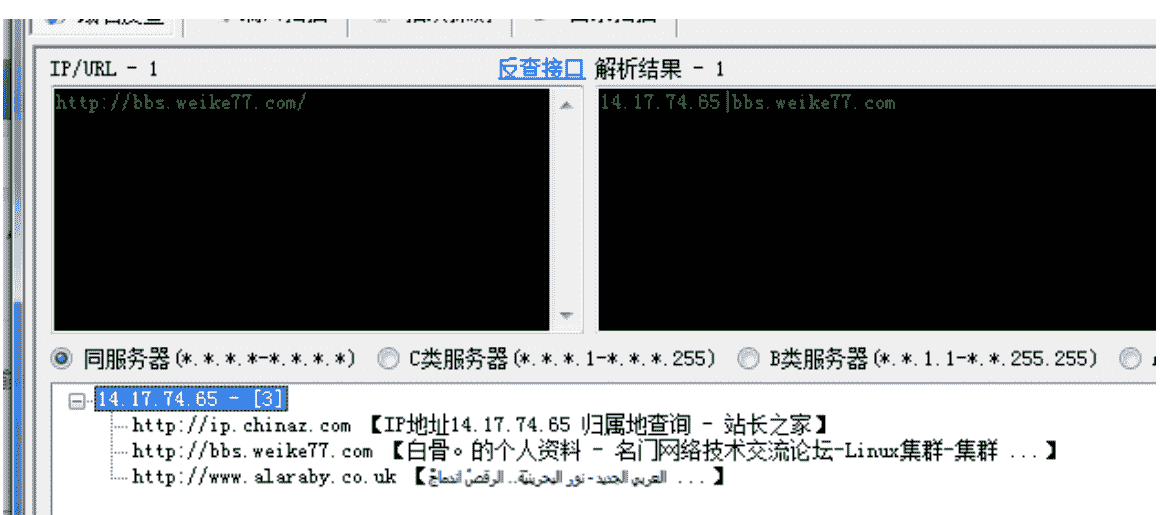 IP/URL - 1 反查接口 解析结果 - 1
http://bbs.weike77.com/ 14.17.74.65|bbs.weike77.com
同服务器(*.*.*.*-*.*.*.*) C类服务器(*.*.*.1-*.*.*.255) B类服务器(*.*.1.1-*.*.255.255)
14.17.74.65 - [3]
http://ip.chinaz.com 【IP地址14.17.74.65 归属地查询 - 站长之家】
http://bbs.weike77.com 【白骨。的个人资料 - 名门网络技术交流论坛-Linux集群-集群 ...】
http://www.alaraby.co.uk 【العربي الجديد - نور البحرينيّة.. الرقصُ اندماجٌ ... 】